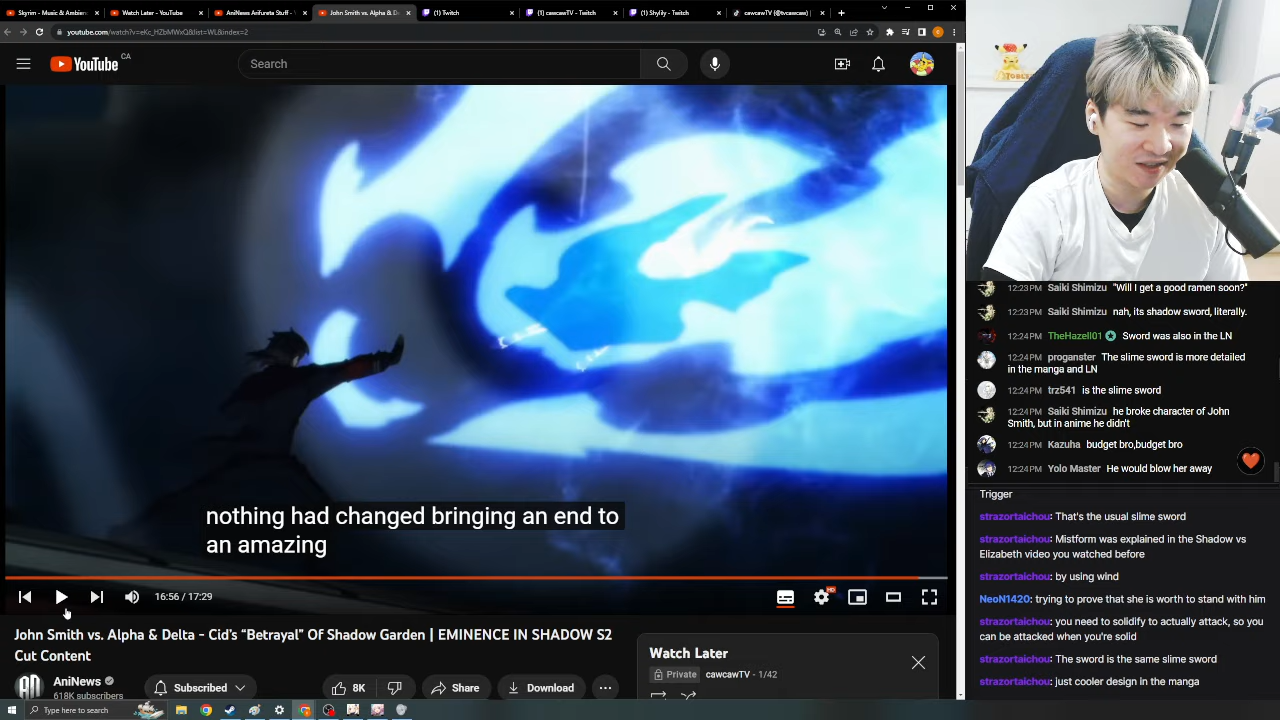 Slgrim - Music & Ambien
Watch Later - YouTube
AniNews Arifureta Stuff -
John Smith vs. Alpha & D
(1) Twitch
(1) cawcawTV - Twitch
(1) Shylily - Twitch
cawcawTV (@tvcawcaw) |
youtube.com/watch?v=eKc_HZbMWxQ&list=WL&index=2
YouTube CA
Search
nothing had changed bringing an end to
an amazing
16:56 / 17:29
HD
John Smith vs. Alpha & Delta - Cid's “Betrayal” Of Shadow Garden | EMINENCE IN SHADOW S2
Cut Content
AniNews
618K subscribers
Subscribed
8K
Share
Download
Watch Later
Private
cawcawTV - 1/42
Type here to search
12:23PM Saiki Shimizu "Will I get a good ramen soon?"
12:23PM Saiki Shimizu nah, its shadow sword, literally.
12:24PM TheHazell01 Sword was also in the LN
12:24PM proganster The slime sword is more detailed
in the manga and LN
12:24PM trz541 is the slime sword
12:24PM Saiki Shimizu he broke character of John
Smith, but in anime he didn't
12:24PM Kazuha budget bro,budget bro
12:24PM Yolo Master He would blow her away
Trigger
strazortaichou: That's the usual slime sword
strazortaichou: Mistform was explained in the Shadow vs
Elizabeth video you watched before
strazortaichou: by using wind
NeoN1420: trying to prove that she is worth to stand with him
strazortaichou: you need to solidify to actually attack, so you
can be attacked when you're solid
strazortaichou: The sword is the same slime sword
strazortaichou: just cooler design in the manga